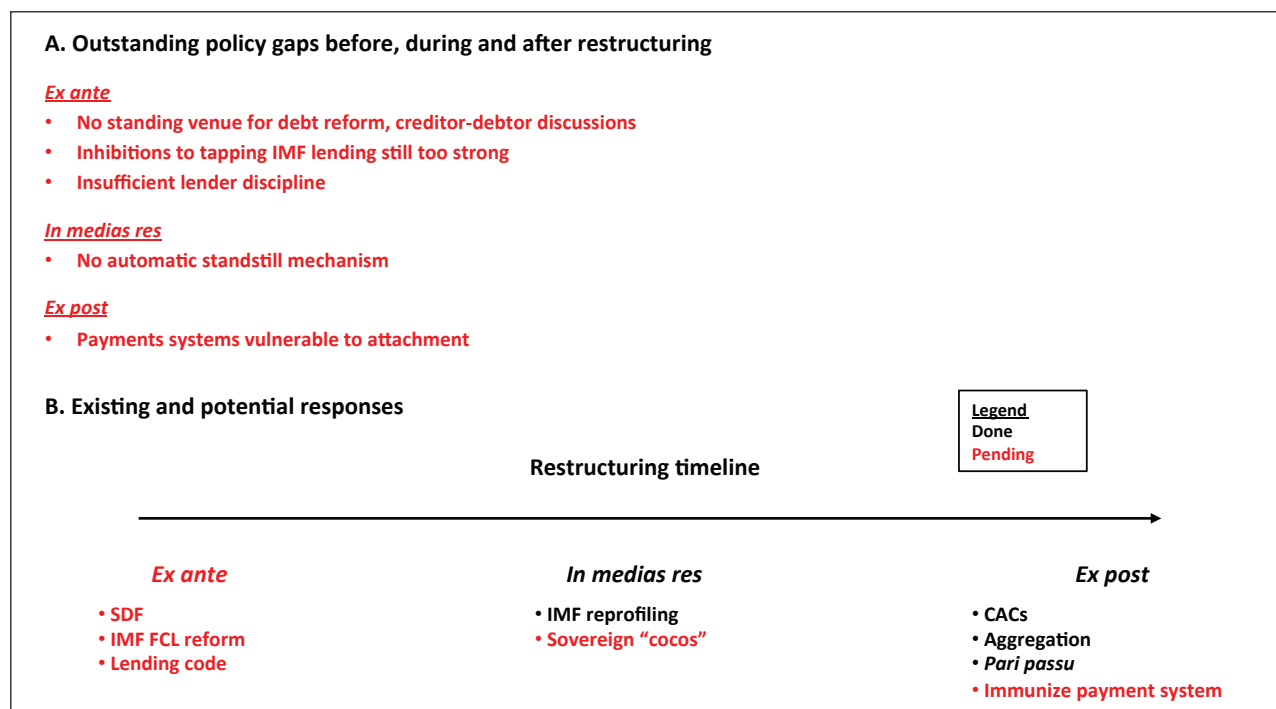 A. Outstanding policy gaps before, during and after restructuring
Ex ante
• No standing venue for debt reform, creditor-debtor discussions
• Inhibitions to tapping IMF lending still too strong
• Insufficient lender discipline
In medias res
• No automatic standstill mechanism
Ex post
• Payments systems vulnerable to attachment
B. Existing and potential responses
Legend
Done
Pending
Restructuring timeline
Ex ante
• SDF
• IMF FCL reform
• Lending code
In medias res
• IMF reprofiling
• Sovereign “cocos”
Ex post
• CACs
• Aggregation
• Pari passu
• Immunize payment system